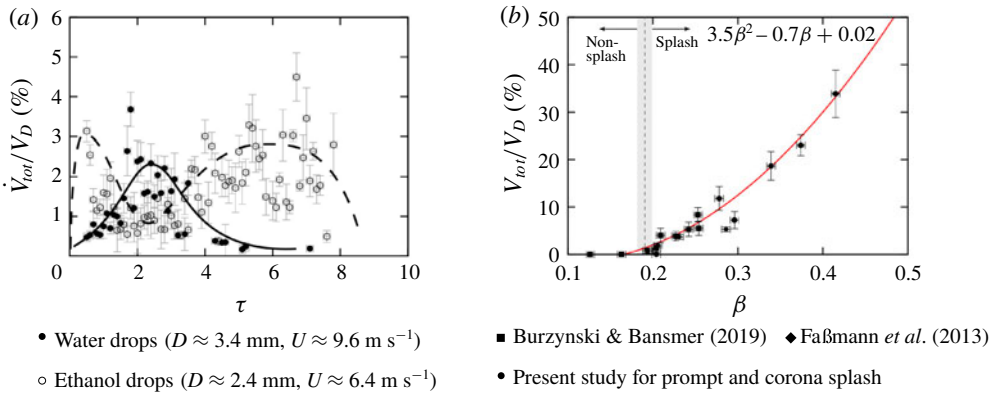 (a)
6
5
4
3
2
1
0
2
4
6
8
10
V̇tot/VD (%)
τ
Water drops (D ≈ 3.4 mm, U ≈ 9.6 m s⁻¹)
Ethanol drops (D ≈ 2.4 mm, U ≈ 6.4 m s⁻¹)
(b)
50
40
30
20
10
0
0.1
0.2
0.3
0.4
0.5
Vtot/VD (%)
β
Non-
splash
Splash
3.5β² – 0.7β + 0.02
Burzynski & Bansmer (2019) Faßmann et al. (2013)
Present study for prompt and corona splash